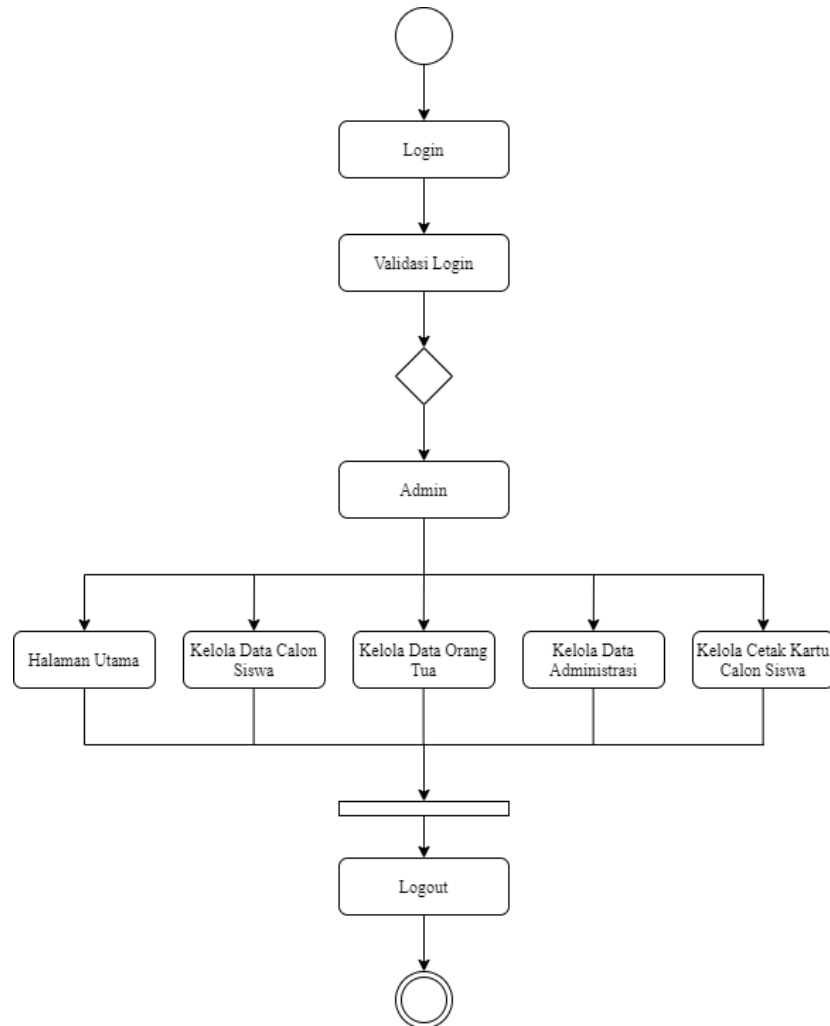 Login
Validasi Login
Admin
Halaman Utama
Kelola Data Calon
Siswa
Kelola Data Orang
Tua
Kelola Data
Administrasi
Kelola Cetak Kartu
Calon Siswa
Logout